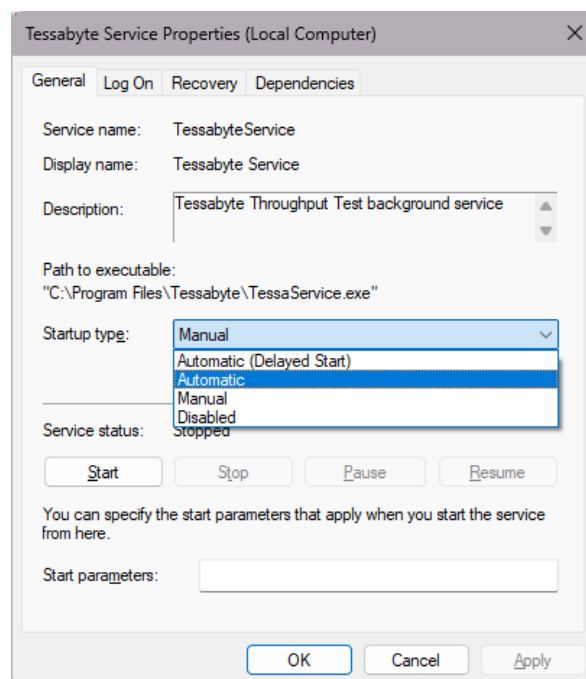 Tessabyte Service Properties (Local Computer)
General Log On Recovery Dependencies
Service name: TessabyteService
Display name: Tessabyte Service
Description: Tessabyte Throughput Test background service
Path to executable:
"C:\Program Files\Tessabyte\TessaService.exe"
Startup type: Manual
Automatic (Delayed Start)
Automatic
Manual
Disabled
Service status: Stopped
Start Stop Pause Resume
You can specify the start parameters that apply when you start the service
from here.
Start parameters:
OK Cancel Apply